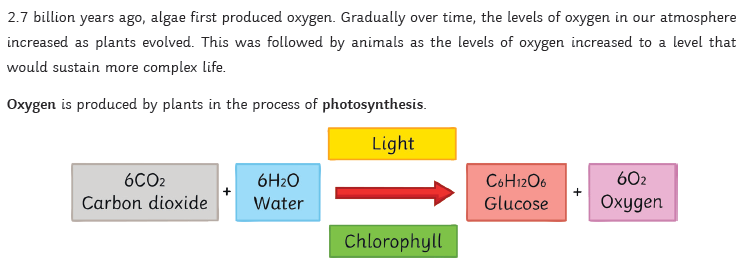 2.7 billion years ago, algae first produced oxygen. Gradually over time, the levels of oxygen in our atmosphere
increased as plants evolved. This was followed by animals as the levels of oxygen increased to a level that
would sustain more complex life.
Oxygen is produced by plants in the process of photosynthesis.
Light
6CO2
Carbon dioxide
+
6H2O
Water
C6H12O6
Glucose
+
6O2
Oxygen
Chlorophyll